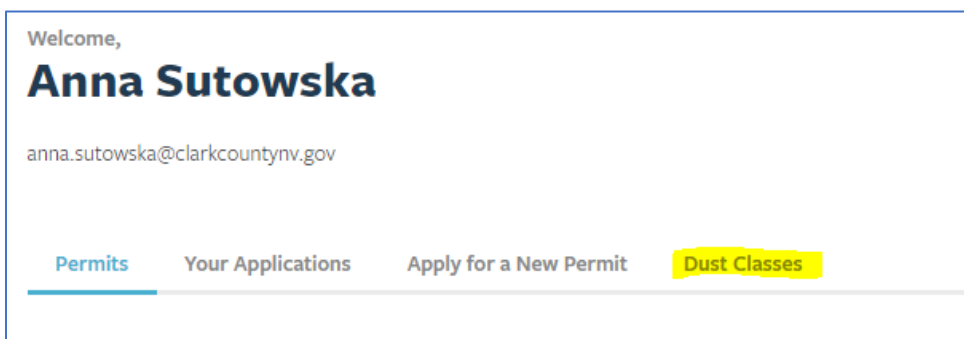 Welcome,
Anna Sutowska
anna.sutowska@clarkcountynv.gov
Permits Your Applications Apply for a New Permit Dust Classes